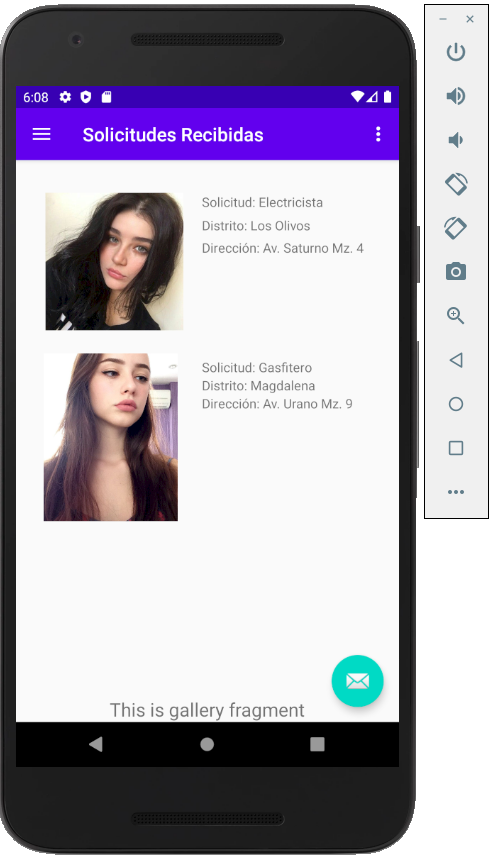 6:08
Solicitudes Recibidas
Solicitud: Electricista
Distrito: Los Olivos
Dirección: Av. Saturno Mz. 4
Solicitud: Gasfitero
Distrito: Magdalena
Dirección: Av. Urano Mz. 9
This is gallery fragment